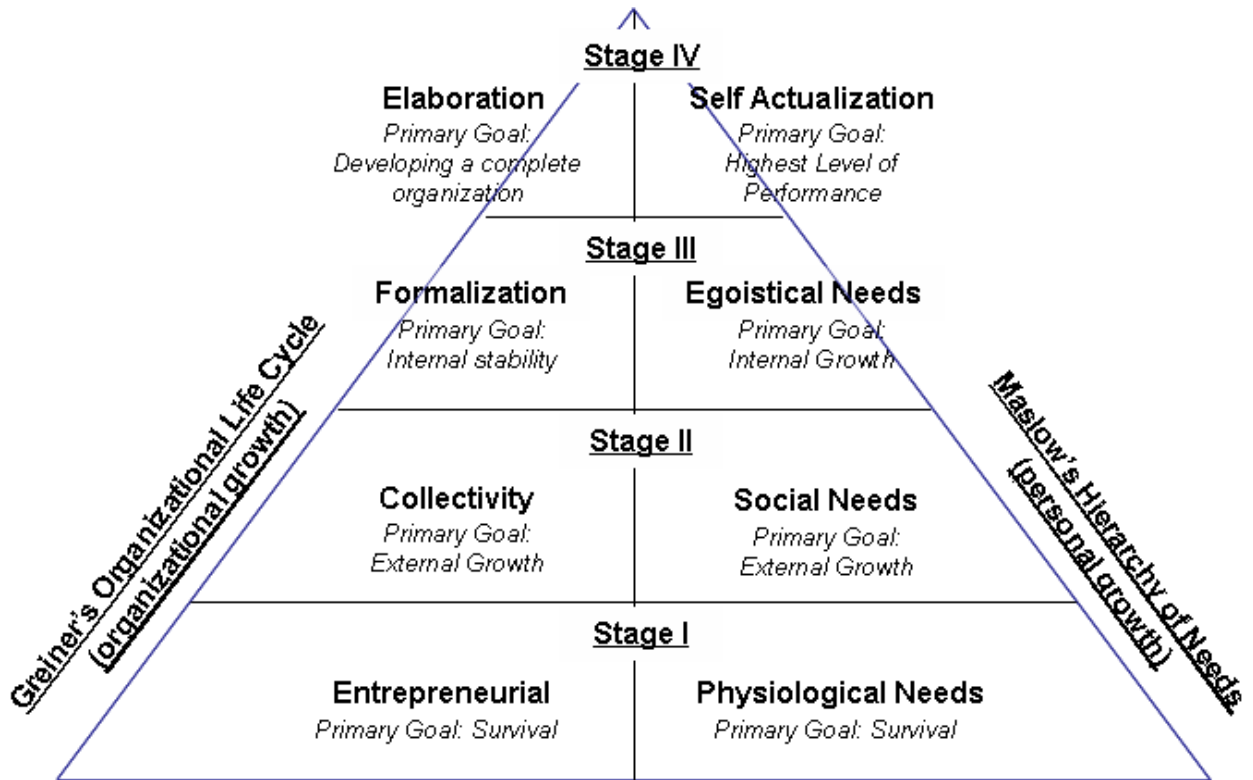 Stage IV
Elaboration
Primary Goal:
Developing a complete
organization
Self Actualization
Primary Goal:
Highest Level of
Performance
Stage III
Formalization
Primary Goal:
Internal stability
Egoistical Needs
Primary Goal:
Internal Growth
Stage II
Collectivity
Primary Goal:
External Growth
Social Needs
Primary Goal:
External Growth
Stage I
Entrepreneurial
Primary Goal: Survival
Physiological Needs
Primary Goal: Survival
Greiner's Organizational Life Cycle
(organizational growth)
Maslow's Hierarchy of Needs
(personal growth)